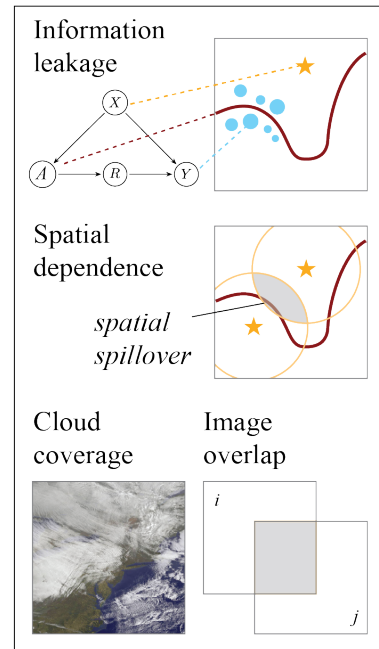 Information
leakage
X
A
R
Y
Spatial
dependence
spatial
spillover
Cloud
coverage
Image
overlap
i
j